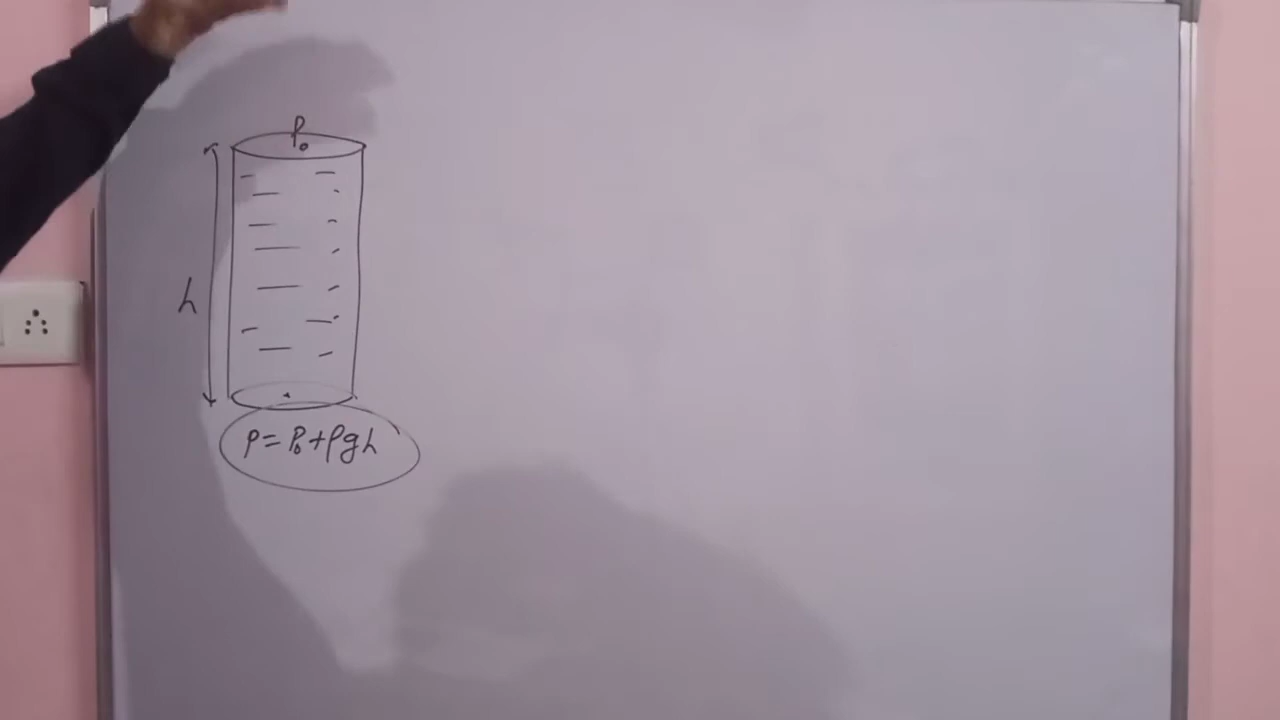 P₀
h
P = P₀ + ρgh